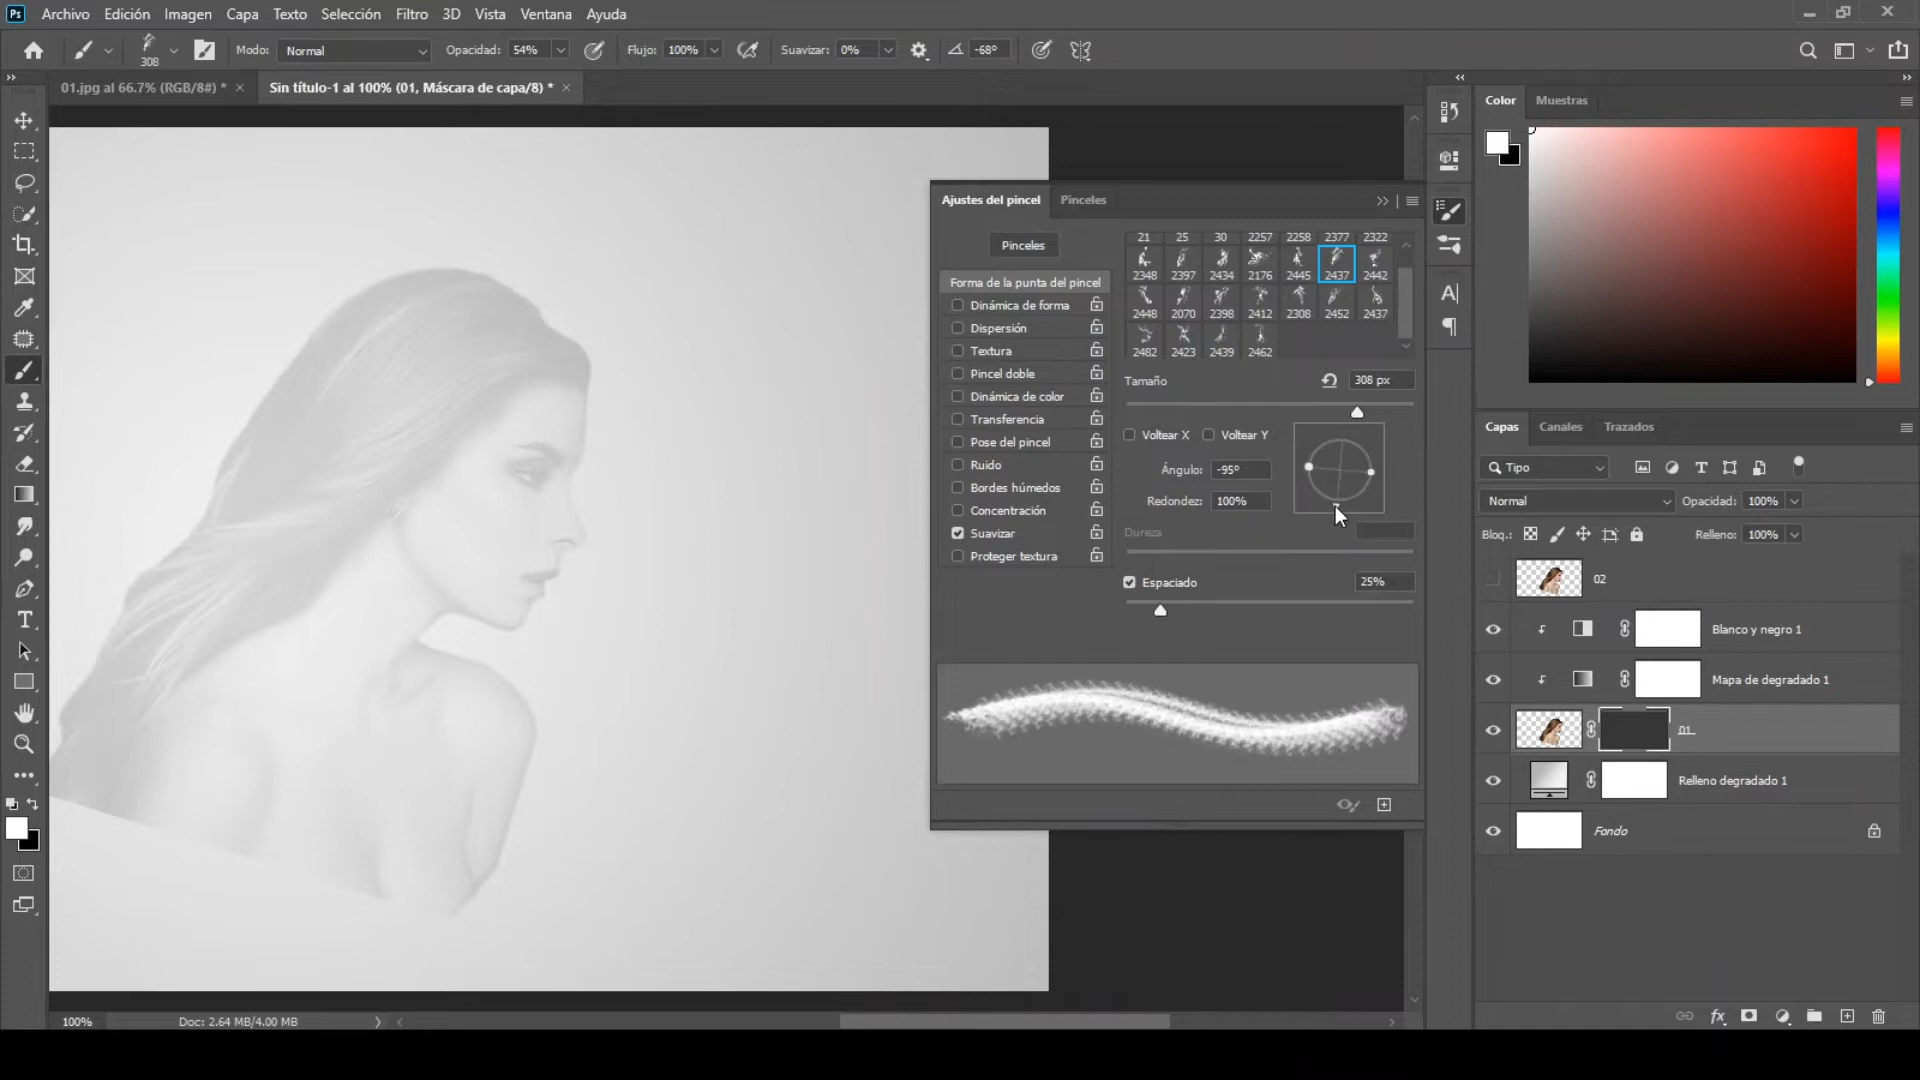 Ps Archivo Edición Imagen Capa Texto Selección Filtro 3D Vista Ventana Ayuda
308 Modo: Normal Opacidad: 54% Flujo: 100% Suavizar: 0% -68º
01.jpg al 66.7% (RGB/8#) * × Sin título-1 al 100% (01, Máscara de capa/8) * ×
Color Muestras
Ajustes del pincel Pinceles
Pinceles
Forma de la punta del pincel
Dinámica de forma
Dispersión
Textura
Pincel doble
Dinámica de color
Transferencia
Pose del pincel
Ruido
Bordes húmedos
Concentración
Suavizar
Proteger textura
21 25 30 2257 2258 2377 2322
2348 2397 2434 2176 2445 2437 2442
2448 2070 2398 2412 2308 2452 2437
2482 2423 2439 2462
Tamaño 308 px
Voltear X Voltear Y
Ángulo: -95º
Redondez: 100%
Dureza
Espaciado 25%
Capas Canales Trazados
Tipo
Normal Opacidad: 100%
Bloq.: Relleno: 100%
02
Blanco y negro 1
Mapa de degradado 1
01
Relleno degradado 1
Fondo
fx
100% Doc: 2.64 MB/4.00 MB